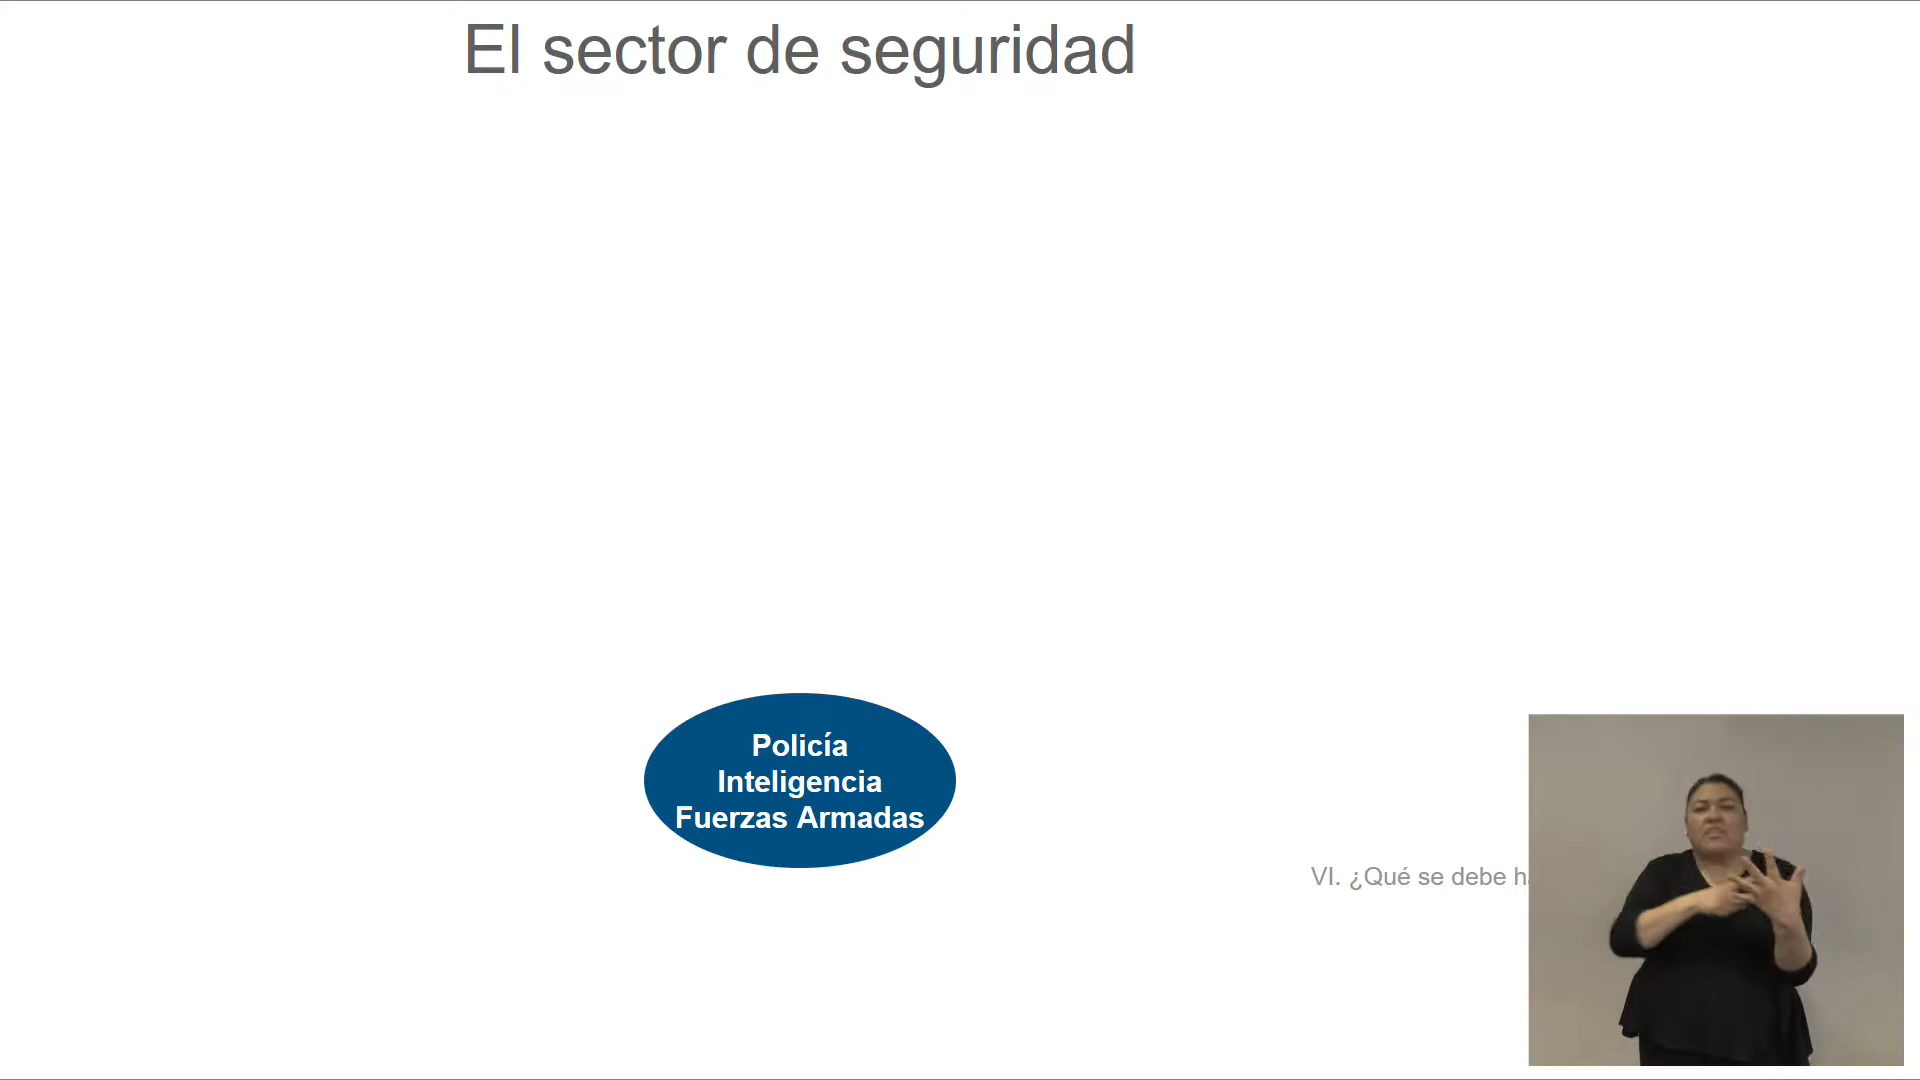 El sector de seguridad
Policía
Inteligencia
Fuerzas Armadas
VI. ¿Qué se debe